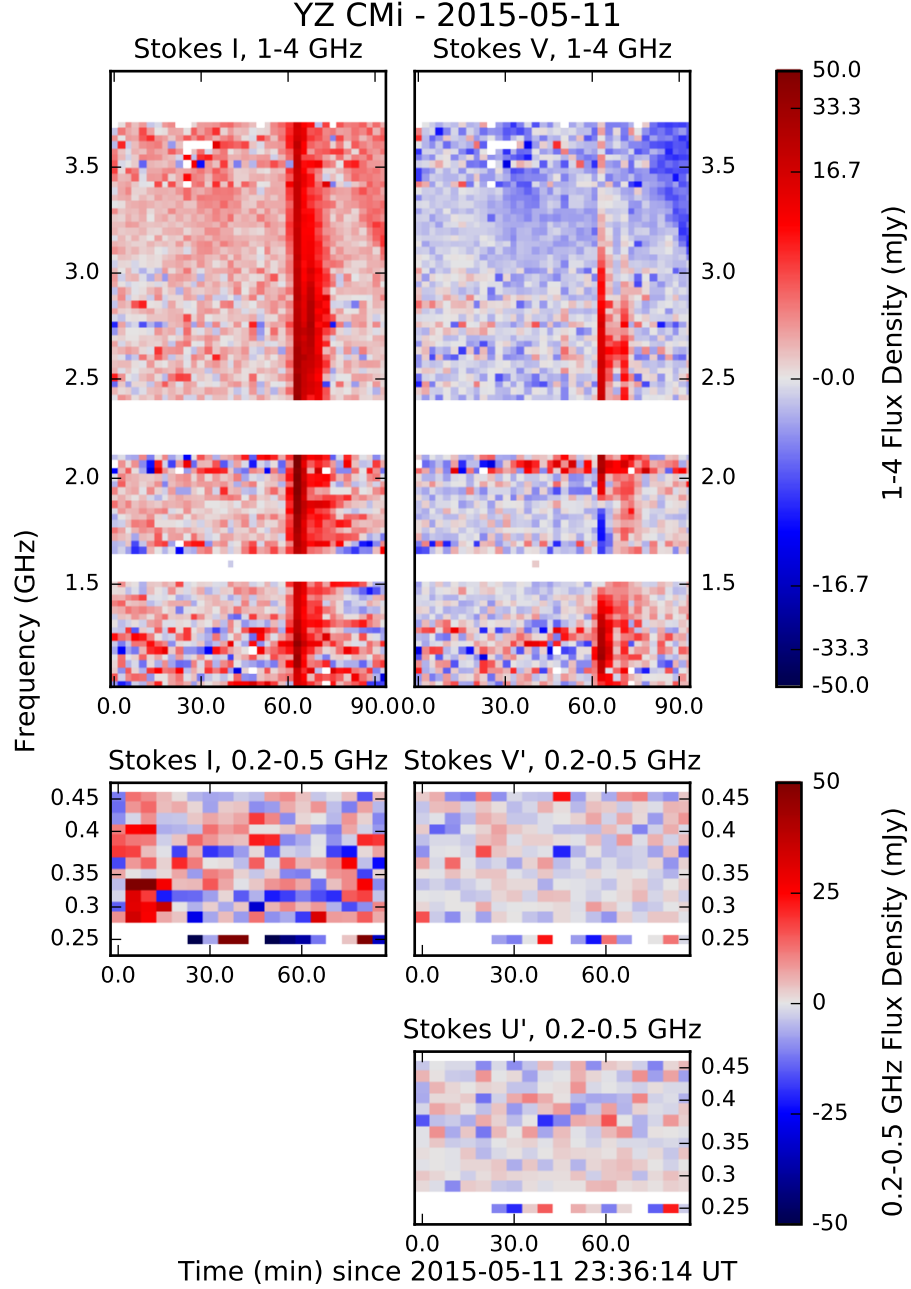 YZ CMi - 2015-05-11
Stokes I, 1-4 GHz Stokes V, 1-4 GHz
3.5
3.0
2.5
2.0
1.5
3.5
3.0
2.5
2.0
1.5
0.0 30.0 60.0 90.0
0.0 30.0 60.0 90.0
50.0
33.3
16.7
-0.0
-16.7
-33.3
-50.0
1-4 Flux Density (mJy)
Frequency (GHz)
Stokes I, 0.2-0.5 GHz Stokes V', 0.2-0.5 GHz
0.45
0.4
0.35
0.3
0.25
0.45
0.4
0.35
0.3
0.25
0.0 30.0 60.0
0.0 30.0 60.0
Stokes U', 0.2-0.5 GHz
0.45
0.4
0.35
0.3
0.25
0.0 30.0 60.0
50
25
0
-25
-50
0.2-0.5 GHz Flux Density (mJy)
Time (min) since 2015-05-11 23:36:14 UT